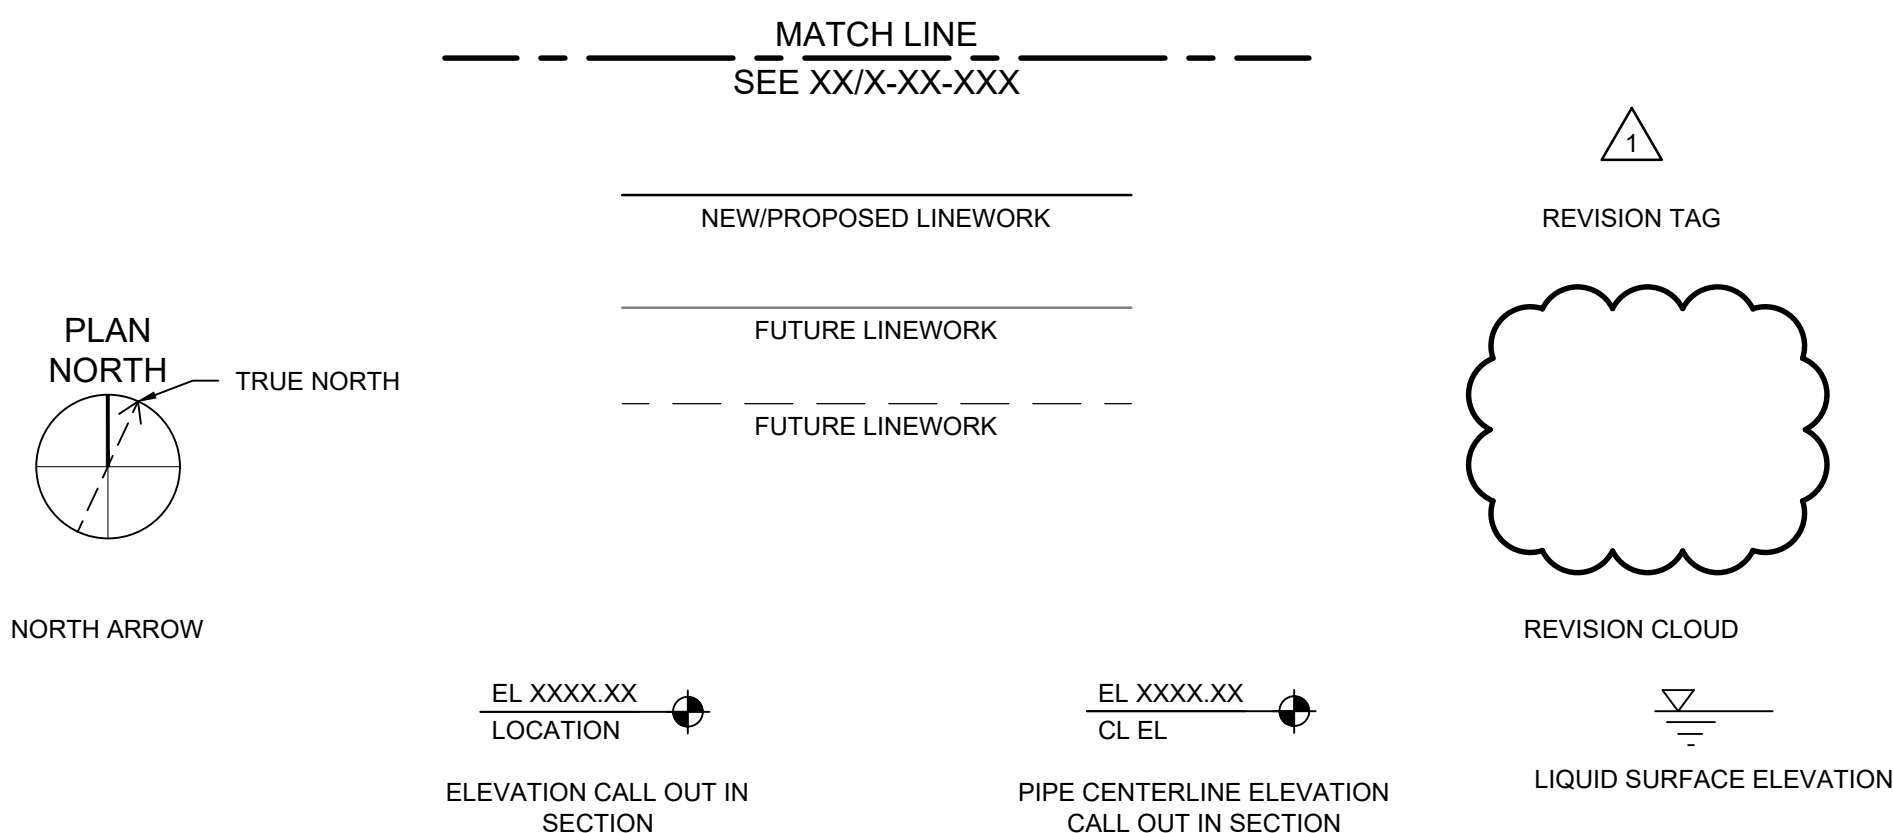 MATCH LINE
SEE XX/X-XX-XXX
1
NEW/PROPOSED LINEWORK
REVISION TAG
FUTURE LINEWORK
PLAN
NORTH
TRUE NORTH
FUTURE LINEWORK
NORTH ARROW
REVISION CLOUD
EL XXXX.XX
LOCATION
ELEVATION CALL OUT IN
SECTION
EL XXXX.XX
CL EL
PIPE CENTERLINE ELEVATION
CALL OUT IN SECTION
LIQUID SURFACE ELEVATION